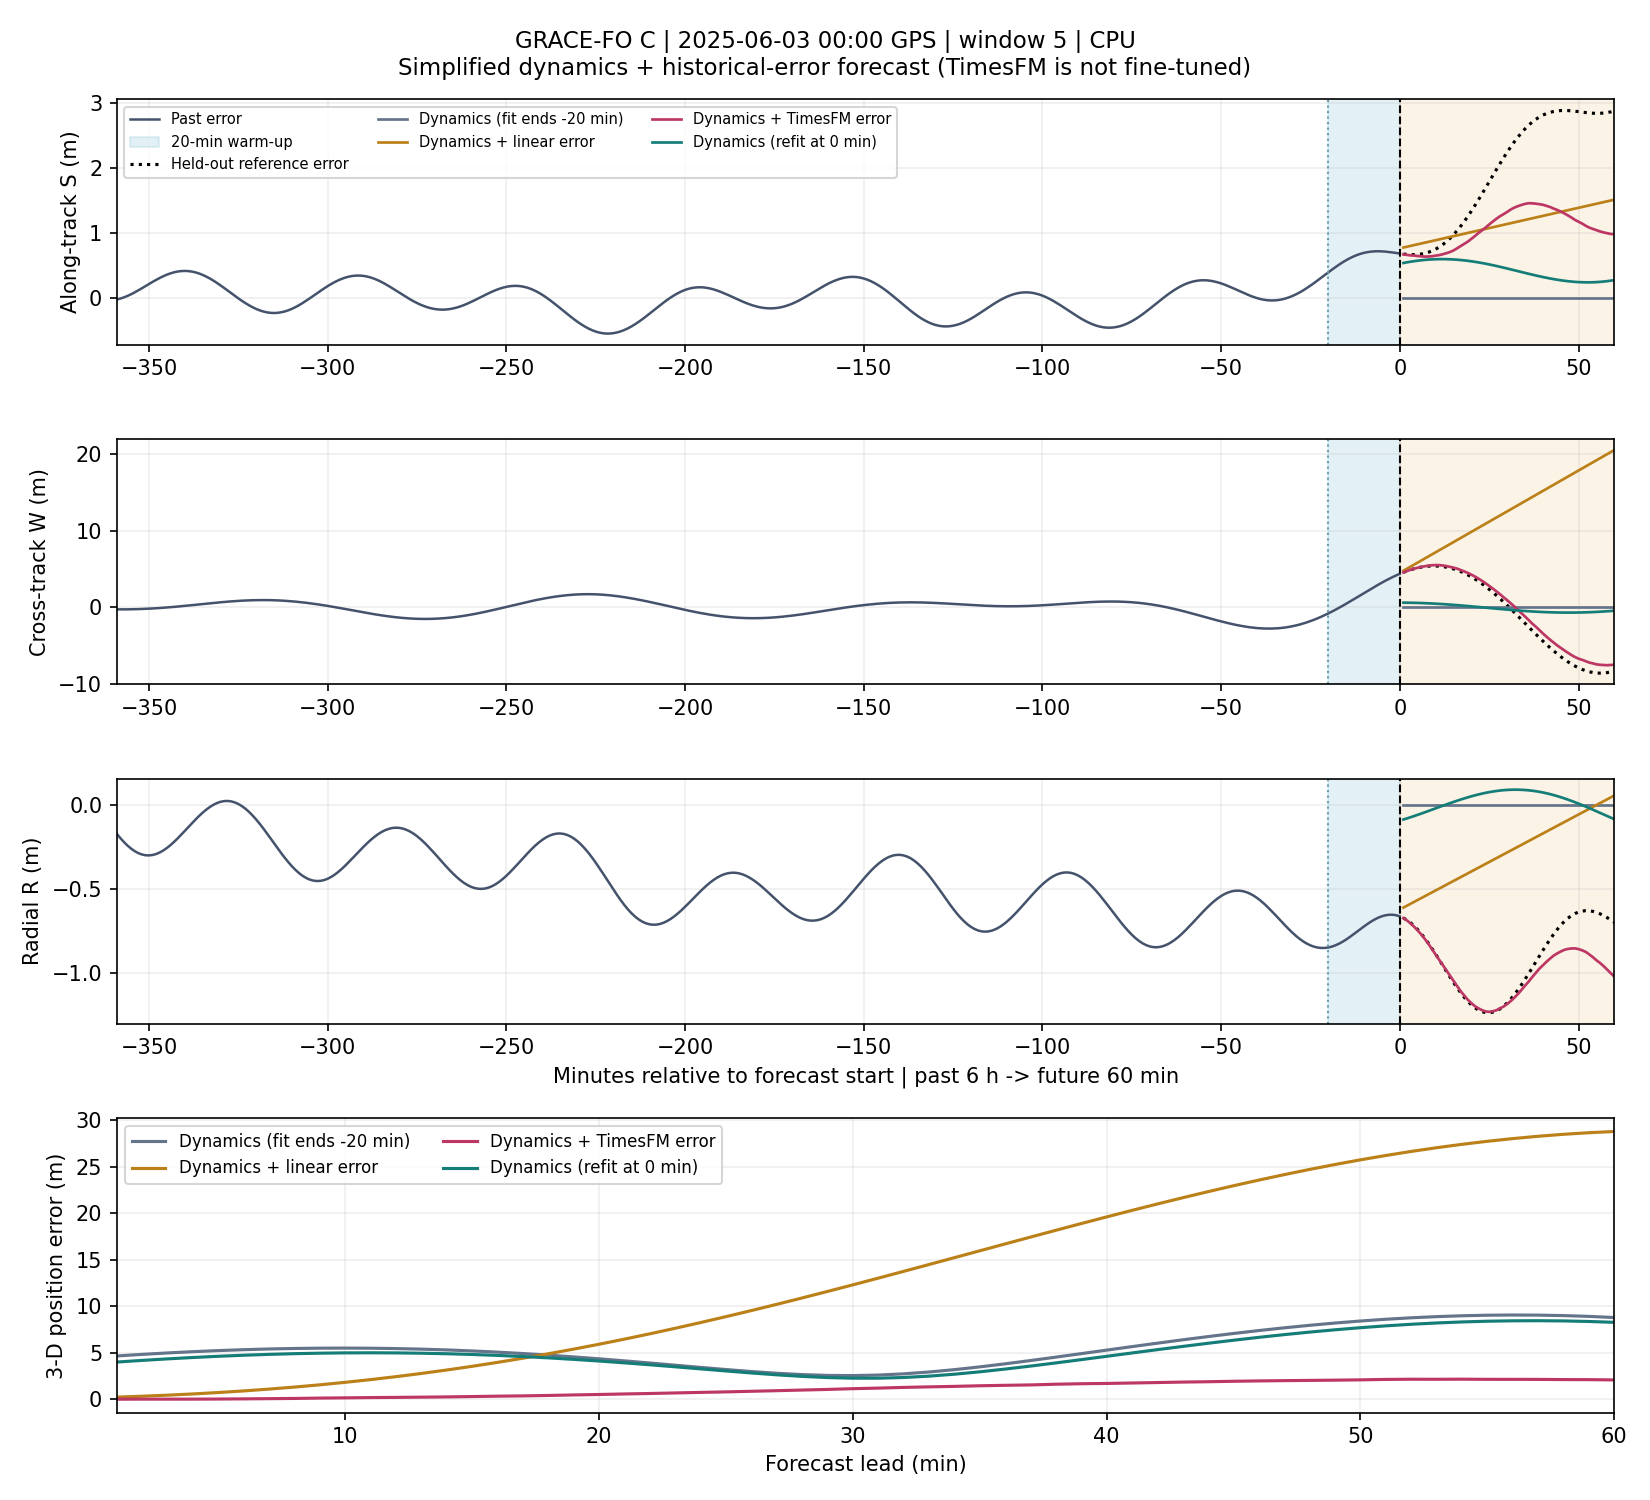 GRACE-FO C | 2025-06-03 00:00 GPS | window 5 | CPU
Simplified dynamics + historical-error forecast (TimesFM is not fine-tuned)
Along-track S (m)
3
2
1
0
Past error
20-min warm-up
Held-out reference error
Dynamics (fit ends -20 min)
Dynamics + linear error
Dynamics + TimesFM error
Dynamics (refit at 0 min)
−350 −300 −250 −200 −150 −100 −50 0 50
Cross-track W (m)
20
10
0
−10
−350 −300 −250 −200 −150 −100 −50 0 50
Radial R (m)
0.0
−0.5
−1.0
−350 −300 −250 −200 −150 −100 −50 0 50
Minutes relative to forecast start | past 6 h -> future 60 min
3-D position error (m)
30
25
20
15
10
5
0
Dynamics (fit ends -20 min)
Dynamics + linear error
Dynamics + TimesFM error
Dynamics (refit at 0 min)
10 20 30 40 50 60
Forecast lead (min)